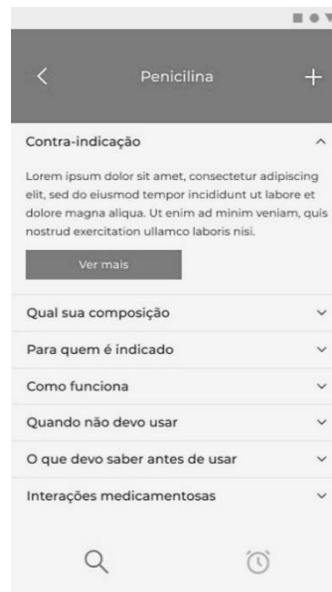 Penicilina
Contra-indicação
Lorem ipsum dolor sit amet, consectetur adipiscing
elit, sed do eiusmod tempor incididunt ut labore et
dolore magna aliqua. Ut enim ad minim veniam, quis
nostrud exercitation ullamco laboris nisi.
Ver mais
Qual sua composição
Para quem é indicado
Como funciona
Quando não devo usar
O que devo saber antes de usar
Interações medicamentosas